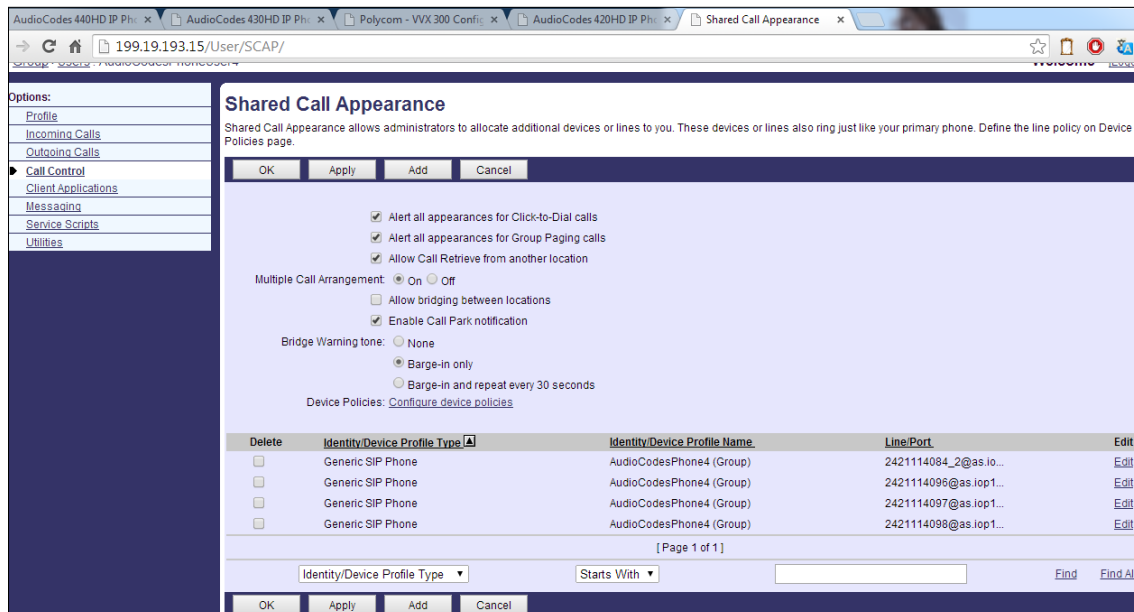 AudioCodes 440HD IP Pho × AudioCodes 430HD IP Ph × Polycom - VVX 300 Config × AudioCodes 420HD IP Pho × Shared Call Appearance ×
199.19.193.15/User/SCAP/
Options:
Profile
Incoming Calls
Outgoing Calls
Call Control
Client Applications
Messaging
Service Scripts
Utilities
Shared Call Appearance
Shared Call Appearance allows administrators to allocate additional devices or lines to you. These devices or lines also ring just like your primary phone. Define the line policy on Device
Policies page.
OK Apply Add Cancel
Alert all appearances for Click-to-Dial calls
Alert all appearances for Group Paging calls
Allow Call Retrieve from another location
Multiple Call Arrangement: On Off
Allow bridging between locations
Enable Call Park notification
Bridge Warning tone: None
Barge-in only
Barge-in and repeat every 30 seconds
Device Policies: Configure device policies
Delete Identity/Device Profile Type Identity/Device Profile Name Line/Port Edit
Generic SIP Phone AudioCodesPhone4 (Group) 2421114084_2@as.io... Edit
Generic SIP Phone AudioCodesPhone4 (Group) 2421114096@as.iop1... Edit
Generic SIP Phone AudioCodesPhone4 (Group) 2421114097@as.iop1... Edit
Generic SIP Phone AudioCodesPhone4 (Group) 2421114098@as.iop1... Edit
[ Page 1 of 1 ]
Identity/Device Profile Type Starts With Find Find Al
OK Apply Add Cancel